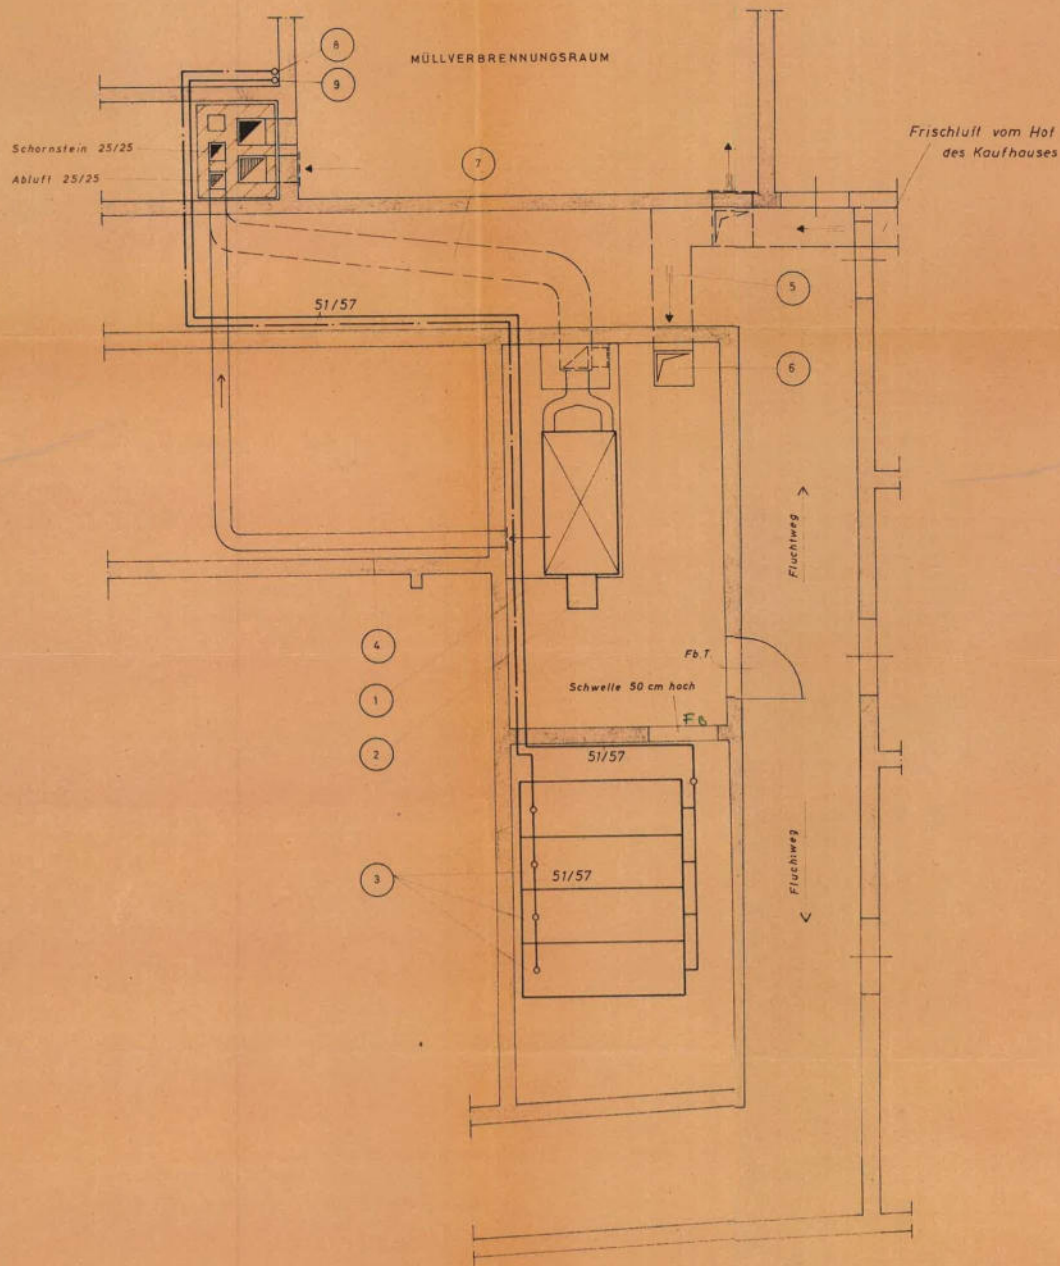 8
MÜLLVERBRENNUNGSRAUM
9
Frischluft vom Hof
des Kaufhauses
Schornstein 25/25
Abluft 25/25
7
5
51/57
6
Fluchtweg
4
Fb.T.
Schwelle 50 cm hoch
1
FB
2
51/57
Fluchtweg
3
51/57